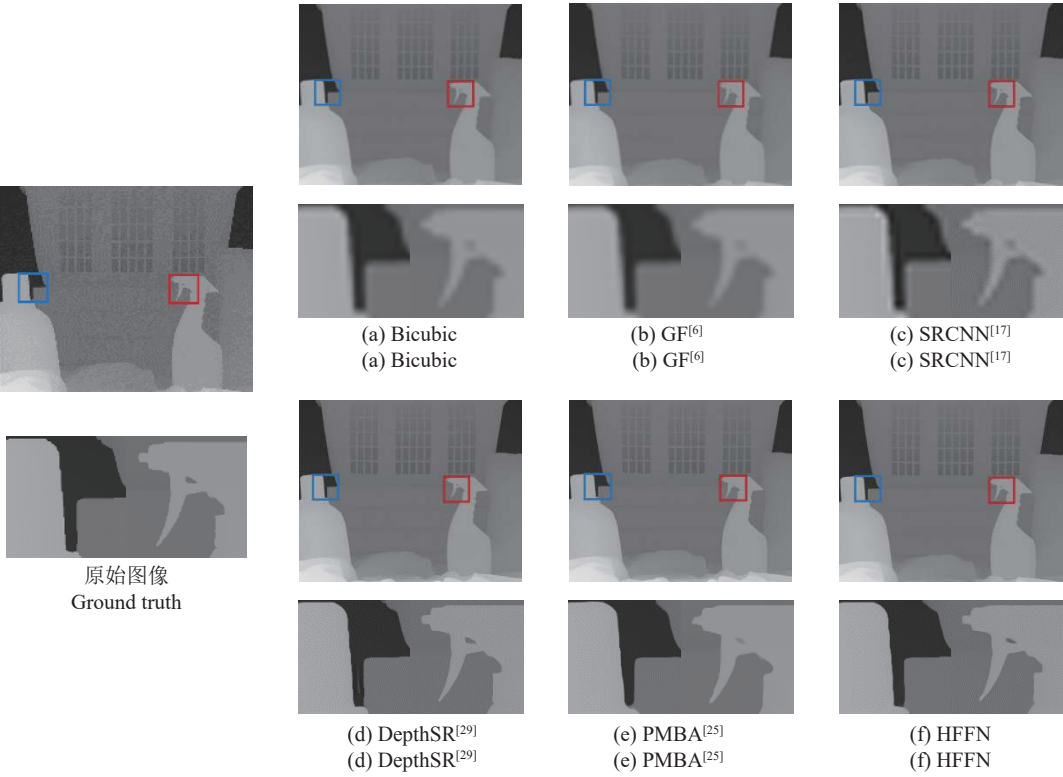 (a) Bicubic
(a) Bicubic
(b) GF[6]
(b) GF[6]
(c) SRCNN[17]
(c) SRCNN[17]
原始图像
Ground truth
(d) DepthSR[29]
(d) DepthSR[29]
(e) PMBA[25]
(e) PMBA[25]
(f) HFFN
(f) HFFN